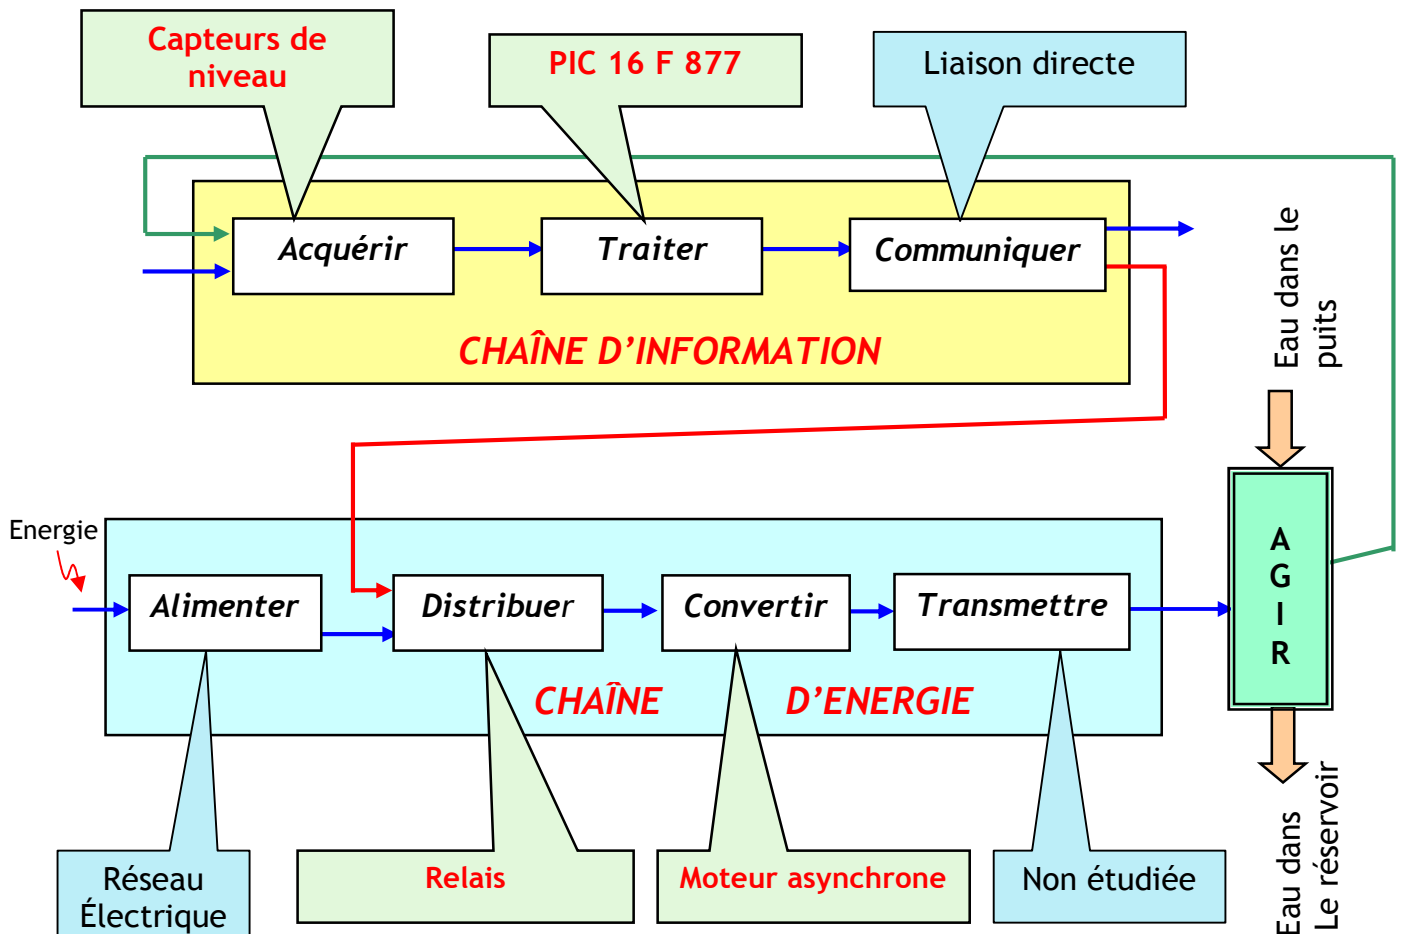 Capteurs de
niveau
PIC 16 F 877
Liaison directe
Acquérir
Traiter
Communiquer
CHAÎNE D’INFORMATION
Eau dans le
puits
Energie
Alimenter
Distribuer
Convertir
Transmettre
A
G
I
R
CHAÎNE D’ENERGIE
Réseau
Électrique
Relais
Moteur asynchrone
Non étudiée
Eau dans
Le réservoir